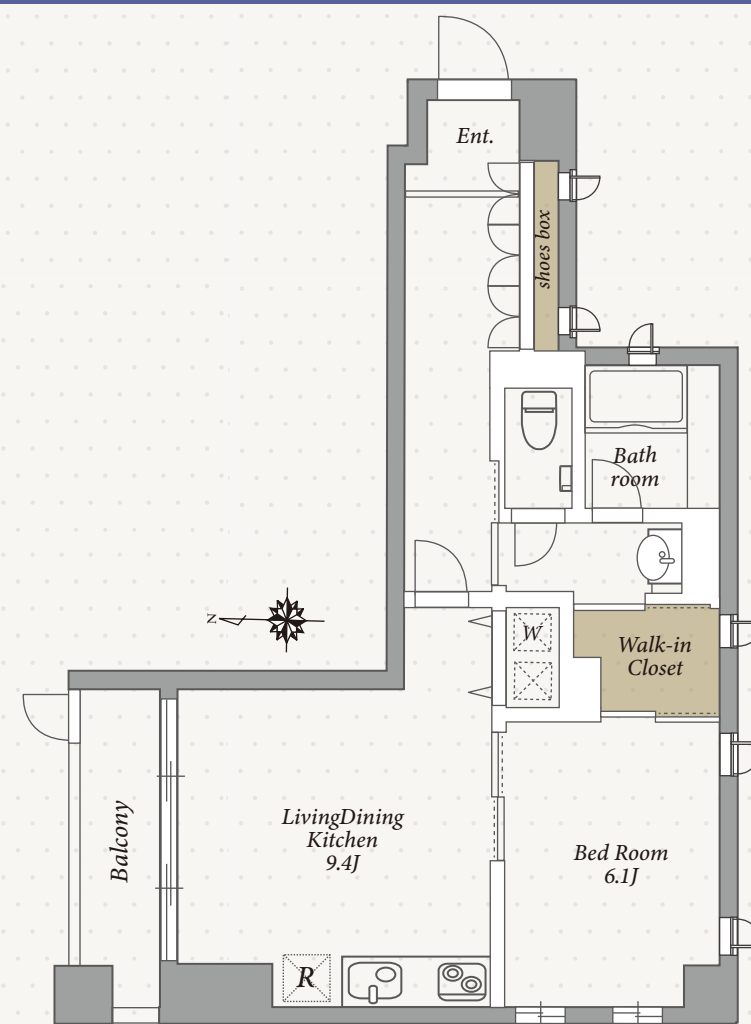 Ent.
shoes box
Bath
room
N
W
Walk-in
Closet
LivingDining
Kitchen
9.4J
Balcony
Bed Room
6.1J
R